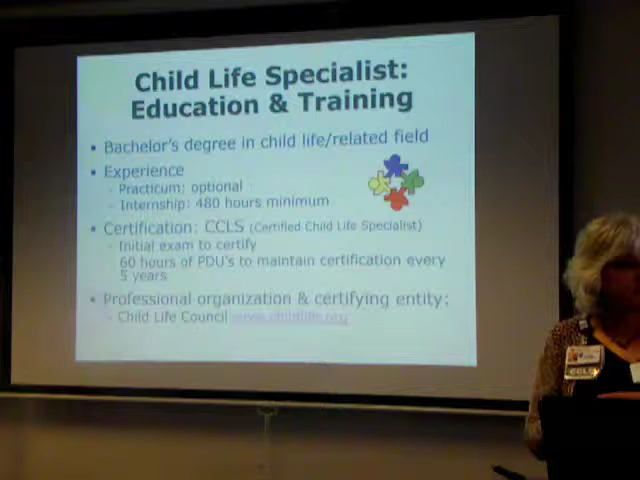 Child Life Specialist:
Education & Training
• Bachelor's degree in child life/related field
• Experience
- Practicum: optional
- Internship: 480 hours minimum
• Certification: CCLS (Certified Child Life Specialist)
- Initial exam to certify
60 hours of PDU's to maintain certification every
5 years
• Professional organization & certifying entity:
- Child Life Council www.childlife.org
CCLS